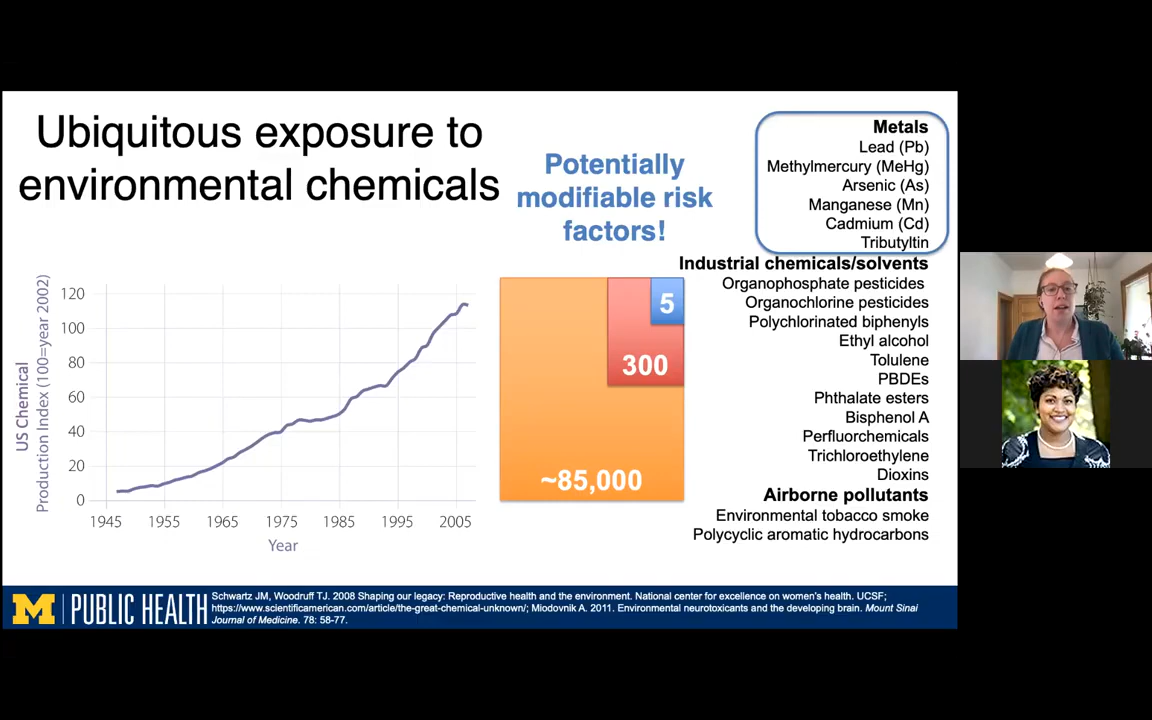 Ubiquitous exposure to
environmental chemicals
Potentially
modifiable risk
factors!
Metals
Lead (Pb)
Methylmercury (MeHg)
Arsenic (As)
Manganese (Mn)
Cadmium (Cd)
Tributyltin
Industrial chemicals/solvents
Organophosphate pesticides
Organochlorine pesticides
Polychlorinated biphenyls
Ethyl alcohol
Tolulene
PBDEs
Phthalate esters
Bisphenol A
Perfluorchemicals
Trichloroethylene
Dioxins
Airborne pollutants
Environmental tobacco smoke
Polycyclic aromatic hydrocarbons
US Chemical
Production Index (100=year 2002)
120
100
80
60
40
20
0
1945 1955 1965 1975 1985 1995 2005
Year
5
300
~85,000
M PUBLIC HEALTH
Schwartz JM, Woodruff TJ. 2008 Shaping our legacy: Reproductive health and the environment. National center for excellence on women's health. UCSF;
https://www.scientificamerican.com/article/the-great-chemical-unknown/; Miodovnik A. 2011. Environmental neurotoxicants and the developing brain. Mount Sinai
Journal of Medicine. 78: 58-77.